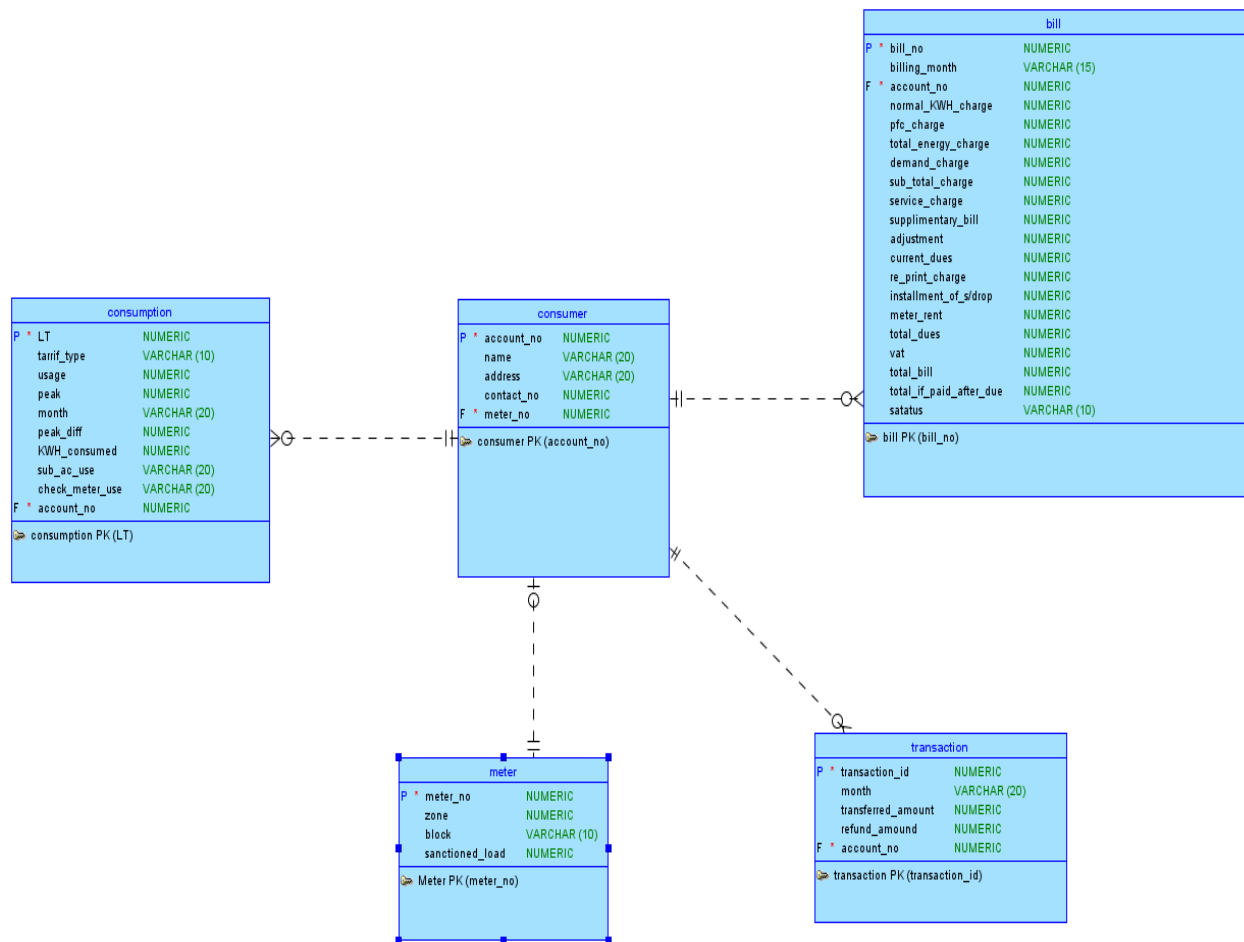 bill
P * bill_no NUMERIC
billing_month VARCHAR (15)
F * account_no NUMERIC
normal_KWH_charge NUMERIC
pfc_charge NUMERIC
total_energy_charge NUMERIC
demand_charge NUMERIC
sub_total_charge NUMERIC
service_charge NUMERIC
supplimentary_bill NUMERIC
adjustment NUMERIC
current_dues NUMERIC
re_print_charge NUMERIC
installment_of_s/drop NUMERIC
meter_rent NUMERIC
total_dues NUMERIC
vat NUMERIC
total_bill NUMERIC
total_if_paid_after_due NUMERIC
satatus VARCHAR (10)
bill PK (bill_no)
consumption
P * LT NUMERIC
tarrif_type VARCHAR (10)
usage NUMERIC
peak NUMERIC
month VARCHAR (20)
peak_diff NUMERIC
KWH_consumed NUMERIC
sub_ac_use VARCHAR (20)
check_meter_use VARCHAR (20)
F * account_no NUMERIC
consumption PK (LT)
consumer
P * account_no NUMERIC
name VARCHAR (20)
address VARCHAR (20)
contact_no NUMERIC
F * meter_no NUMERIC
consumer PK (account_no)
meter
P * meter_no NUMERIC
zone NUMERIC
block VARCHAR (10)
sanctioned_load NUMERIC
Meter PK (meter_no)
transaction
P * transaction_id NUMERIC
month VARCHAR (20)
transferred_amount NUMERIC
refund_amound NUMERIC
F * account_no NUMERIC
transaction PK (transaction_id)